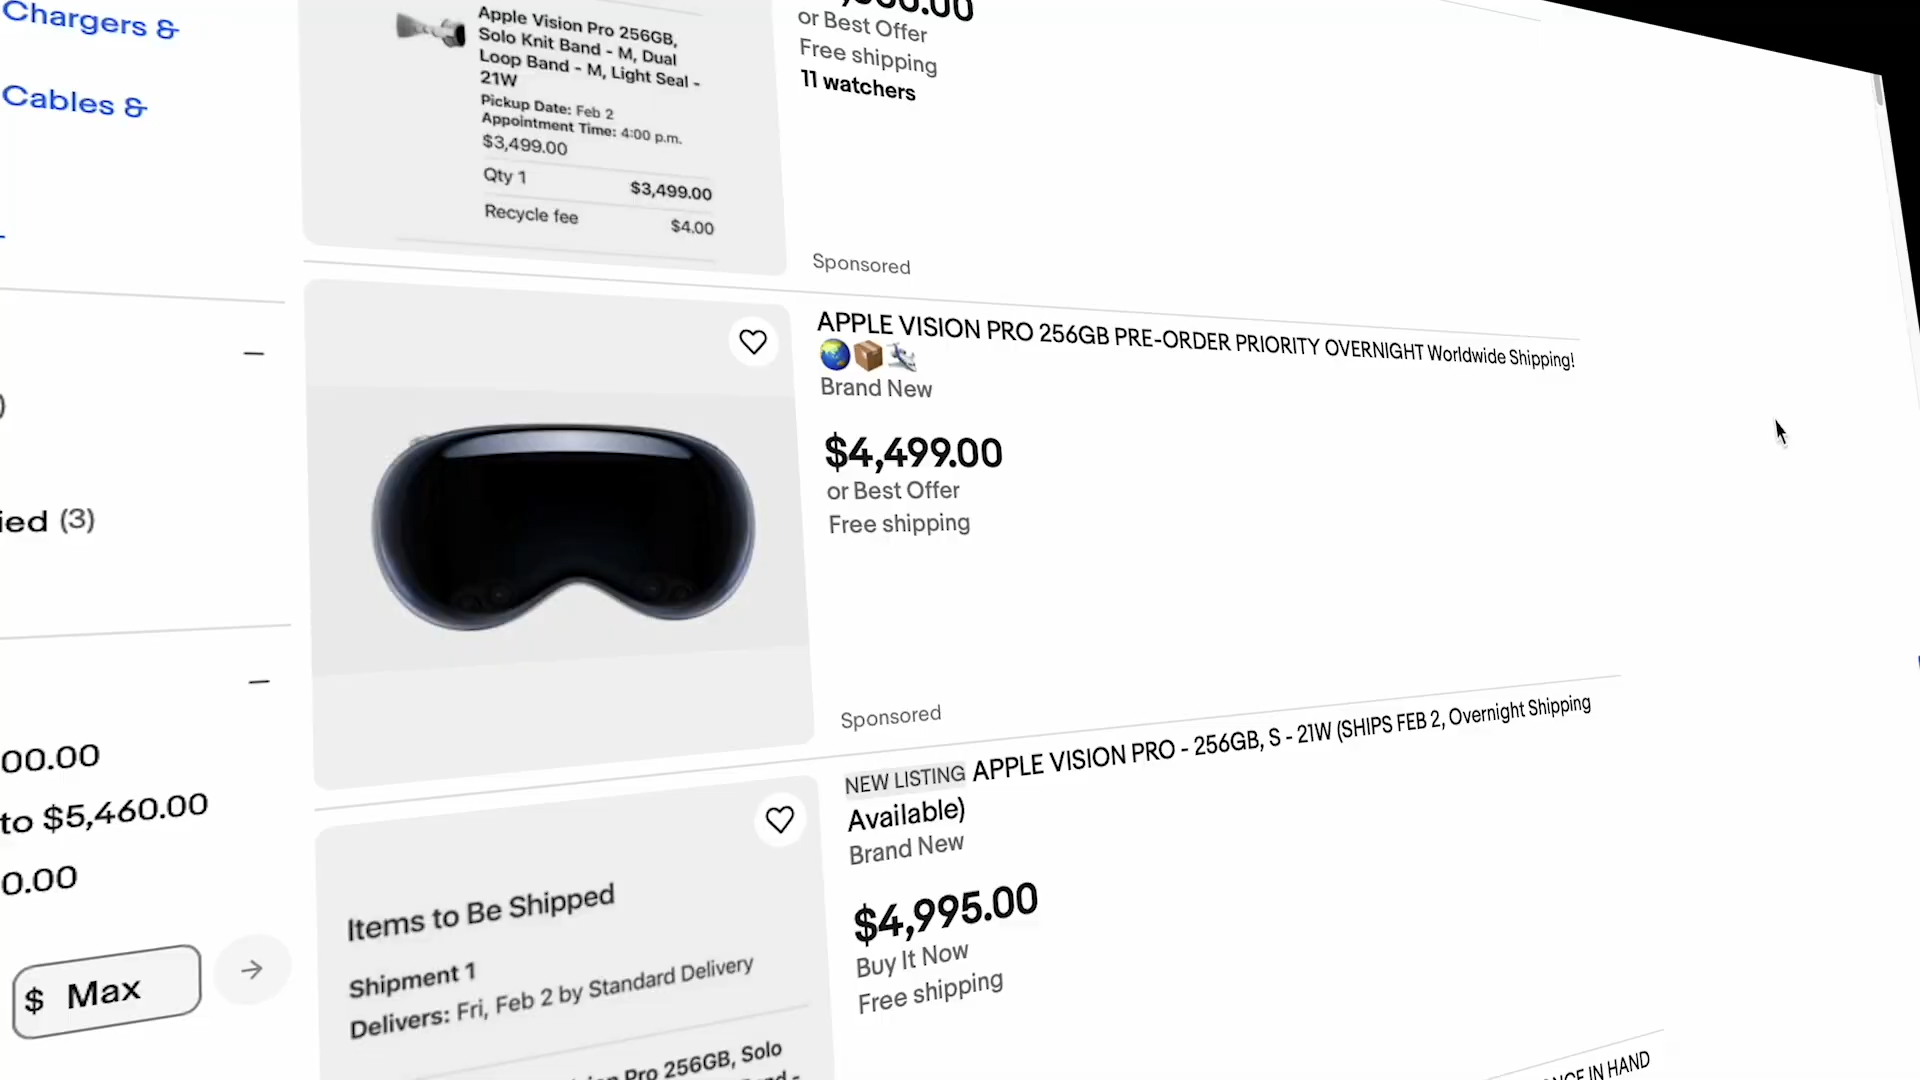 Chargers &
Cables &
(3)
to $5,460.00
$ Max
Apple Vision Pro 256GB,
Solo Knit Band - M, Dual
Loop Band - M, Light Seal -
21W
Pickup Date: Feb 2
Appointment Time: 4:00 p.m.
$3,499.00
Qty 1 $3,499.00
Recycle fee $4.00
or Best Offer
Free shipping
11 watchers
Sponsored
APPLE VISION PRO 256GB PRE-ORDER PRIORITY OVERNIGHT Worldwide Shipping!
🌏📦🛩
Brand New
$4,499.00
or Best Offer
Free shipping
Sponsored
NEW LISTING APPLE VISION PRO - 256GB, S - 21W (SHIPS FEB 2, Overnight Shipping
Available)
Brand New
$4,995.00
Buy It Now
Free shipping
Items to Be Shipped
Shipment 1
Delivers: Fri, Feb 2 by Standard Delivery
Pro 256GB, Solo
IN HAND